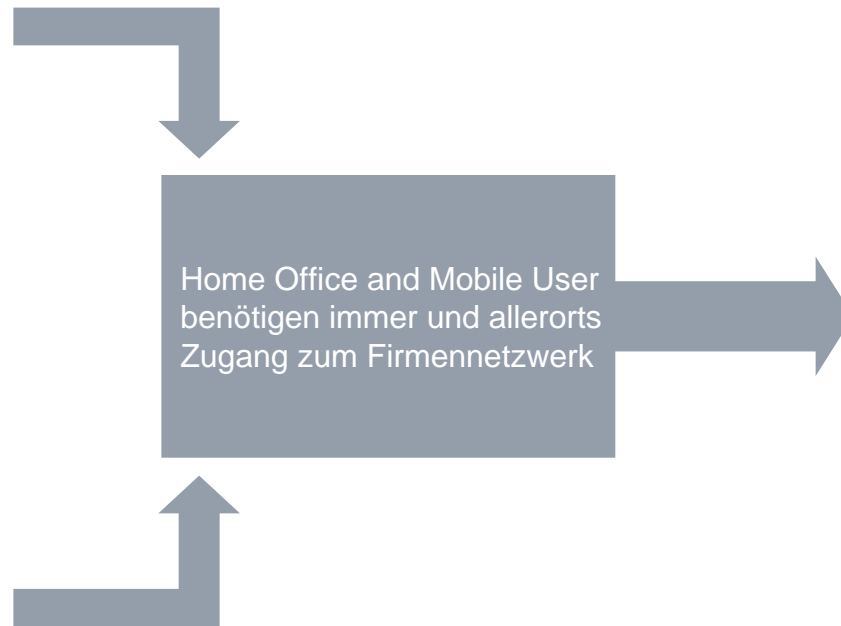 Home Office and Mobile User
benötigen immer und allerorts
Zugang zum Firmennetzwerk